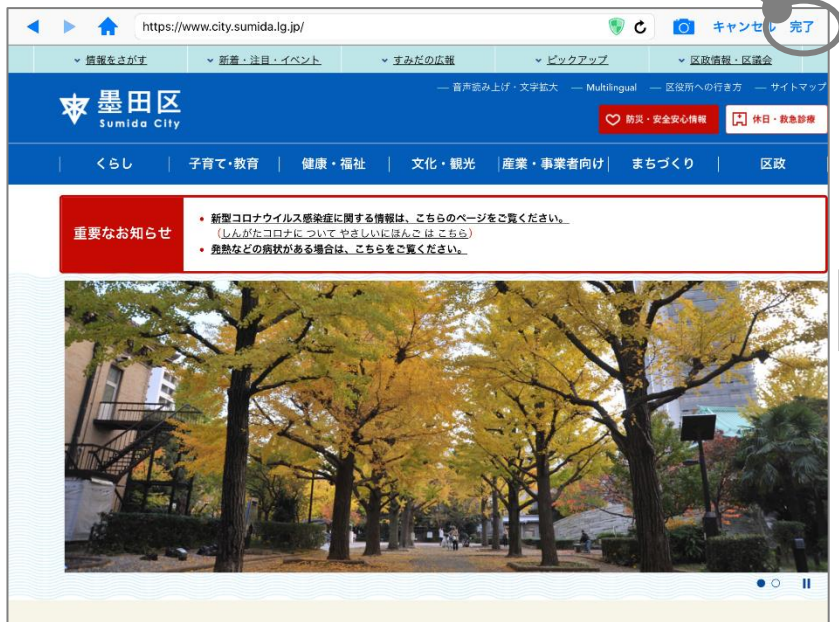 https://www.city.sumida.lg.jp/
キャンセル 完了
情報をさがす 新着・注目・イベント すみだの広報 ピックアップ 区政情報・区議会
音声読み上げ・文字拡大 Multilingual 区役所への行き方 サイトマップ
墨田区
Sumida City
防災・安全安心情報 休日・救急診療
くらし 子育て・教育 健康・福祉 文化・観光 産業・事業者向け まちづくり 区政
重要なお知らせ
新型コロナウイルス感染症に関する情報は、こちらのページをご覧ください。
(しんがたコロナに ついて やさしいにほんご は こちら)
発熱などの病状がある場合は、こちらをご覧ください。